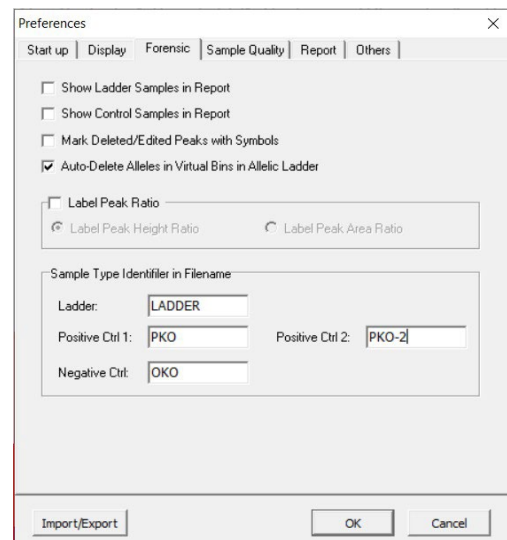 Preferences
Start up Display Forensic Sample Quality Report Others
Show Ladder Samples in Report
Show Control Samples in Report
Mark Deleted/Edited Peaks with Symbols
Auto-Delete Alleles in Virtual Bins in Allelic Ladder
Label Peak Ratio
Label Peak Height Ratio Label Peak Area Ratio
Sample Type Identifiler in Filename
Ladder: LADDER
Positive Ctrl 1: PKO Positive Ctrl 2: PKO-2
Negative Ctrl: OKO
Import/Export OK Cancel